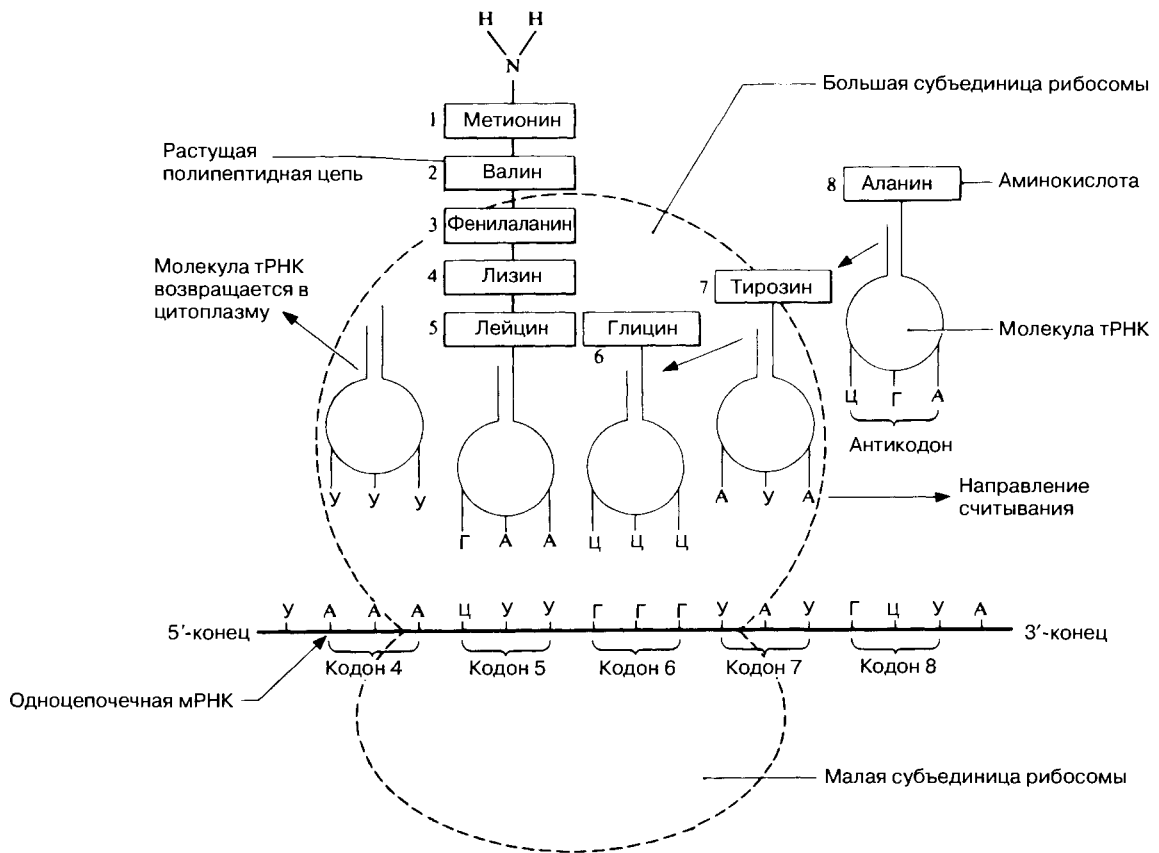 H H
N
1 Метионин
Большая субъединица рибосомы
Растущая
полипептидная цепь
2 Валин
8 Аланин
Аминокислота
3 Фенилаланин
Молекула тРНК
возвращается в
цитоплазму
4 Лизин
7 Тирозин
5 Лейцин
Глицин
6
Молекула тРНК
Ц Г А
Антикодон
У У У
А У А
Направление
считывания
Г А А
Ц Ц Ц
У А А А Ц У У Г Г Г У А У Г Ц У А
5′-конец
3′-конец
Кодон 4 Кодон 5 Кодон 6 Кодон 7 Кодон 8
Одноцепочечная мРНК
Малая субъединица рибосомы